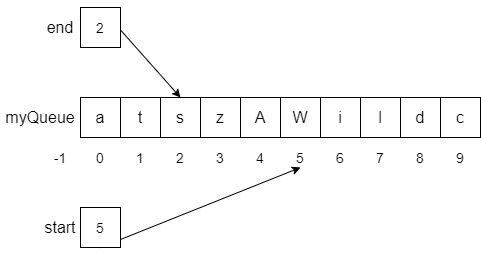 end 2
myQueue a t s z A W i l d c
-1 0 1 2 3 4 5 6 7 8 9
start 5